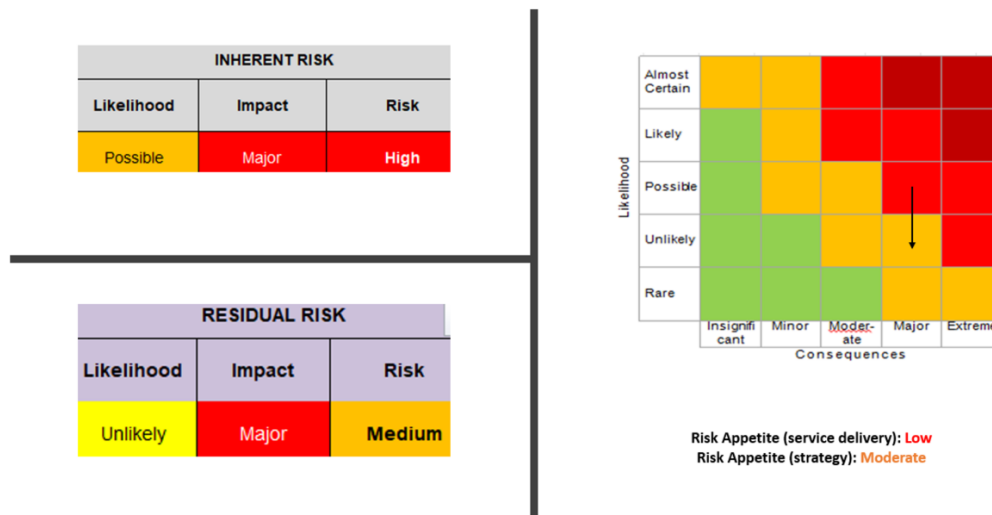 INHERENT RISK
Likelihood Impact Risk
Possible Major High
RESIDUAL RISK
Likelihood Impact Risk
Unlikely Major Medium
Likelihood
Almost
Certain
Likely
Possible
Unlikely
Rare
Insignifi
cant
Minor
Moder-
ate
Major
Extreme
Consequences
Risk Appetite (service delivery): Low
Risk Appetite (strategy): Moderate